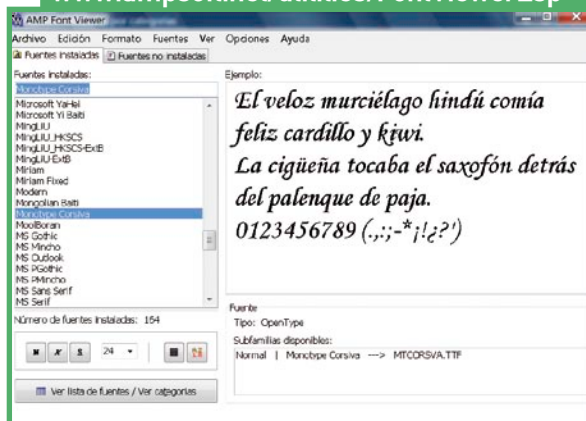 AMP Font Viewer
Archivo Edición Formato Fuentes Ver Opciones Ayuda
Fuentes instaladas Fuentes no instaladas
Fuentes instaladas:
Monotype Corsiva
Microsoft YaHei
Microsoft Yi Baiti
MingLiU
MingLiU_HKSCS
MingLiU_HKSCS-ExtB
MingLiU-ExtB
Miriam
Miriam Fixed
Modern
Mongolian Baiti
Monotype Corsiva
MoolBoran
MS Gothic
MS Mincho
MS Outlook
MS PGothic
MS PMincho
MS Sans Serif
MS Serif
Número de fuentes instaladas: 164
N K S 24
Ver lista de fuentes / Ver categorías
Ejemplo:
El veloz murciélago hindú comía
feliz cardillo y kiwi.
La cigüeña tocaba el saxofón detrás
del palenque de paja.
0123456789 (.,:;-*¡!¿?')
Fuente
Tipo: OpenType
Subfamilias disponibles:
Normal | Monotype Corsiva ---> MTCORSVA.TTF